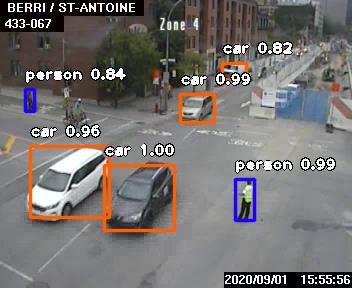 BERRI / ST-ANTOINE
433-067
Zone 4
car 0.82
person 0.84
car 0.99
car 0.96
car 1.00
person 0.99
2020/09/01 15:55:56